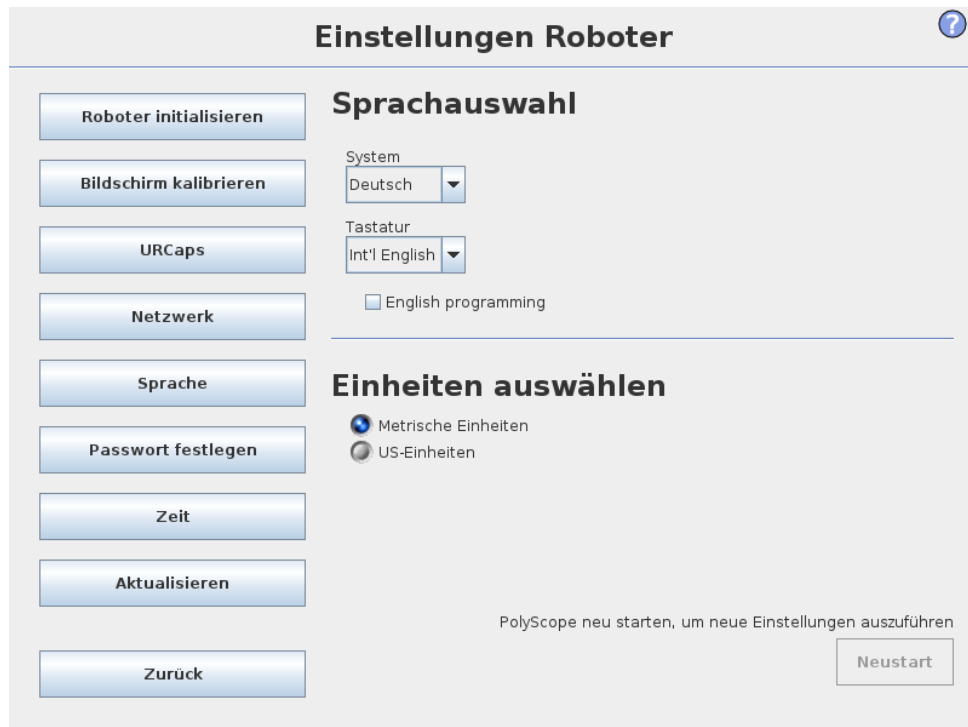 Einstellungen Roboter
?
Roboter initialisieren
Bildschirm kalibrieren
URCaps
Netzwerk
Sprache
Passwort festlegen
Zeit
Aktualisieren
Zurück
Sprachauswahl
System
Deutsch
Tastatur
Int'l English
English programming
Einheiten auswählen
Metrische Einheiten
US-Einheiten
PolyScope neu starten, um neue Einstellungen auszuführen
Neustart